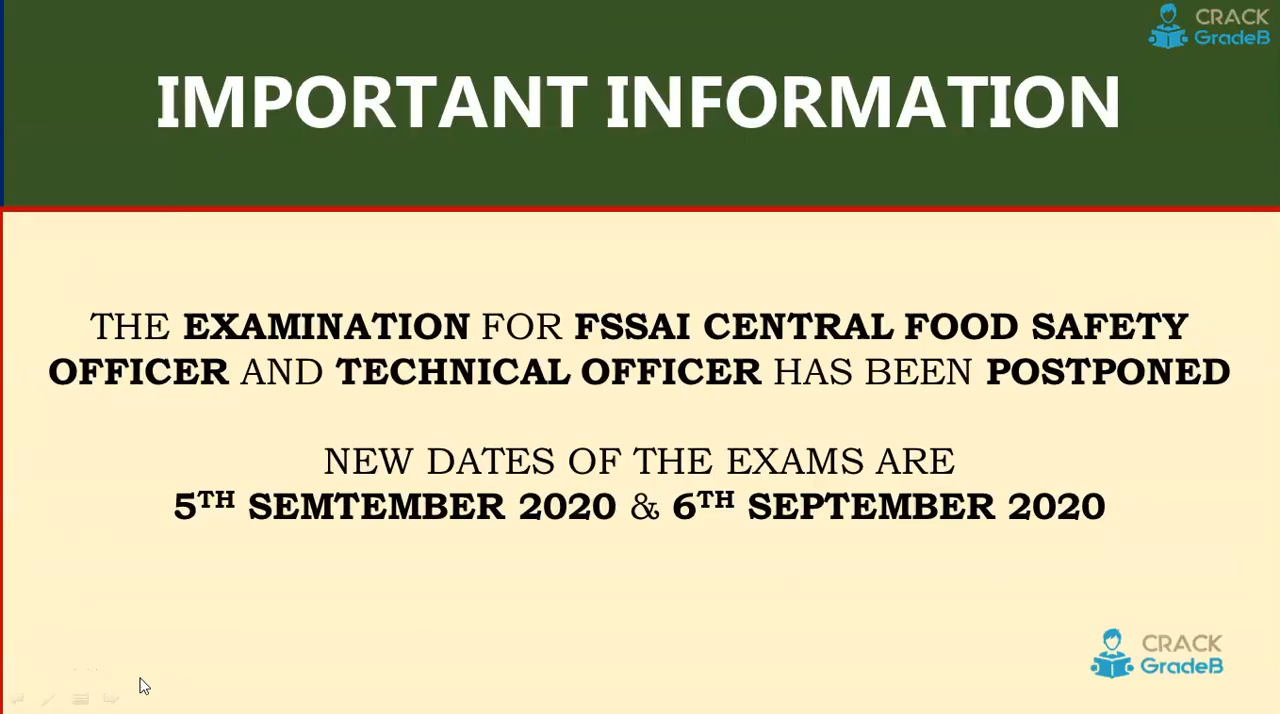 CRACK
GradeB
IMPORTANT INFORMATION
THE EXAMINATION FOR FSSAI CENTRAL FOOD SAFETY
OFFICER AND TECHNICAL OFFICER HAS BEEN POSTPONED
NEW DATES OF THE EXAMS ARE
5TH SEMTEMBER 2020 & 6TH SEPTEMBER 2020
CRACK
GradeB